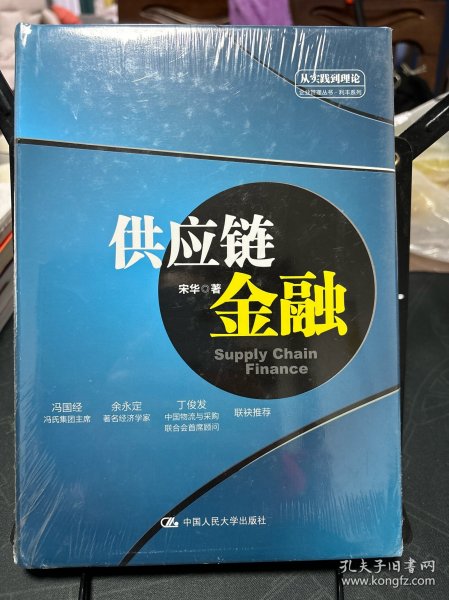 从实践到理论
企业管理丛书·利丰系列
供应链
宋华◎著
金融
Supply Chain
Finance
冯国经
冯氏集团主席
余永定
著名经济学家
丁俊发
中国物流与采购
联合会首席顾问
联袂推荐
中国人民大学出版社
孔夫子旧书网
www.kongfz.com